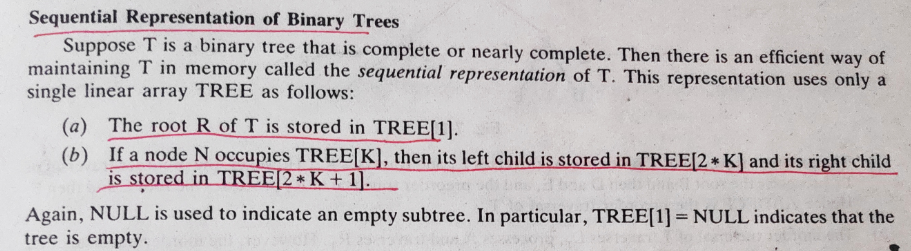 Sequential Representation of Binary Trees
Suppose T is a binary tree that is complete or nearly complete. Then there is an efficient way of
maintaining T in memory called the sequential representation of T. This representation uses only a
single linear array TREE as follows:
(a) The root R of T is stored in TREE[1].
(b) If a node N occupies TREE[K], then its left child is stored in TREE[2 * K] and its right child
is stored in TREE[2 * K + 1].
Again, NULL is used to indicate an empty subtree. In particular, TREE[1] = NULL indicates that the
tree is empty.